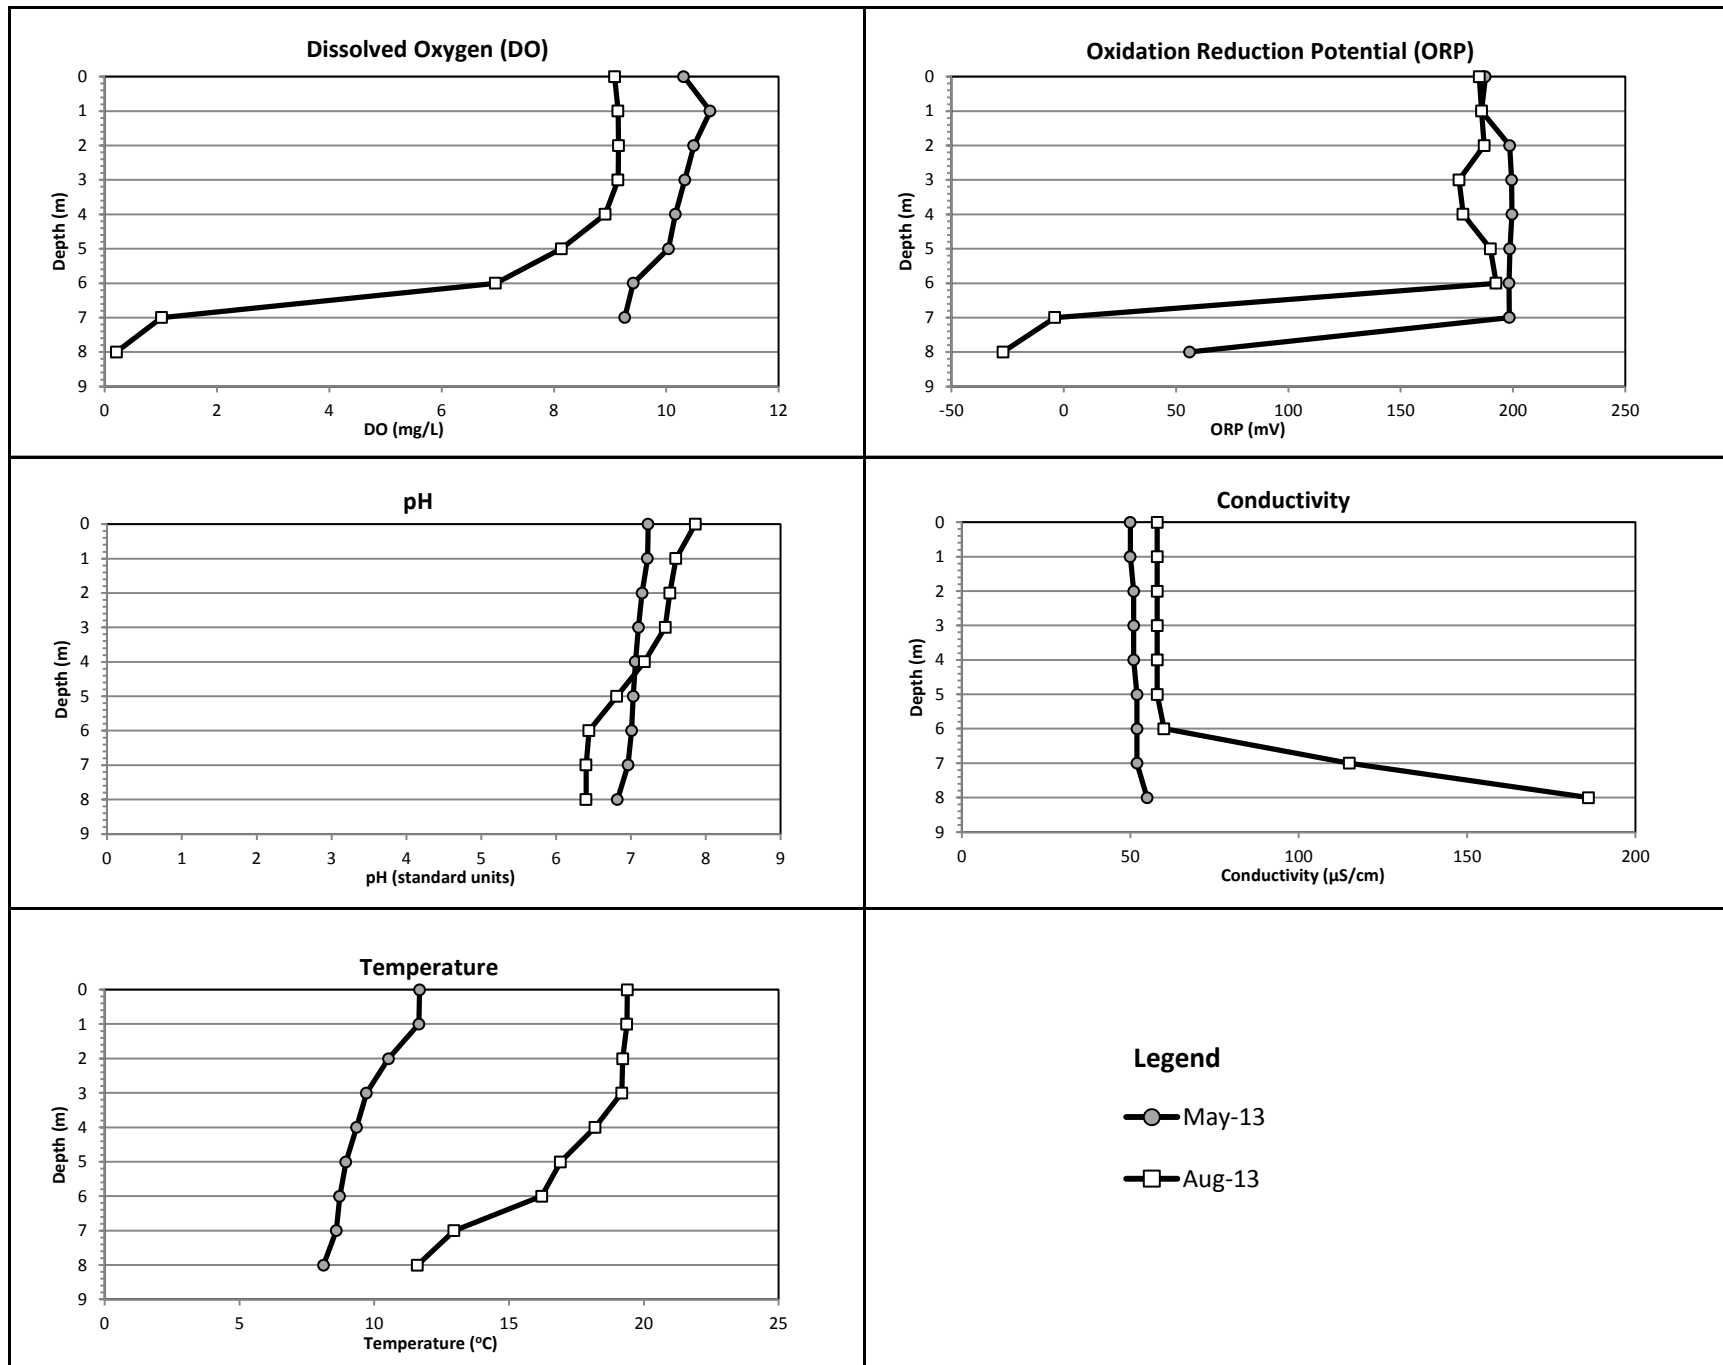 Dissolved Oxygen (DO)
0
1
2
3
4
5
6
7
8
9
Depth (m)
0 2 4 6 8 10 12
DO (mg/L)
Oxidation Reduction Potential (ORP)
0
1
2
3
4
5
6
7
8
9
Depth (m)
-50 0 50 100 150 200 250
ORP (mV)
pH
0
1
2
3
4
5
6
7
8
9
Depth (m)
0 1 2 3 4 5 6 7 8 9
pH (standard units)
Conductivity
0
1
2
3
4
5
6
7
8
9
Depth (m)
0 50 100 150 200
Conductivity (µS/cm)
Temperature
0
1
2
3
4
5
6
7
8
9
Depth (m)
0 5 10 15 20 25
Temperature (°C)
Legend
May-13
Aug-13